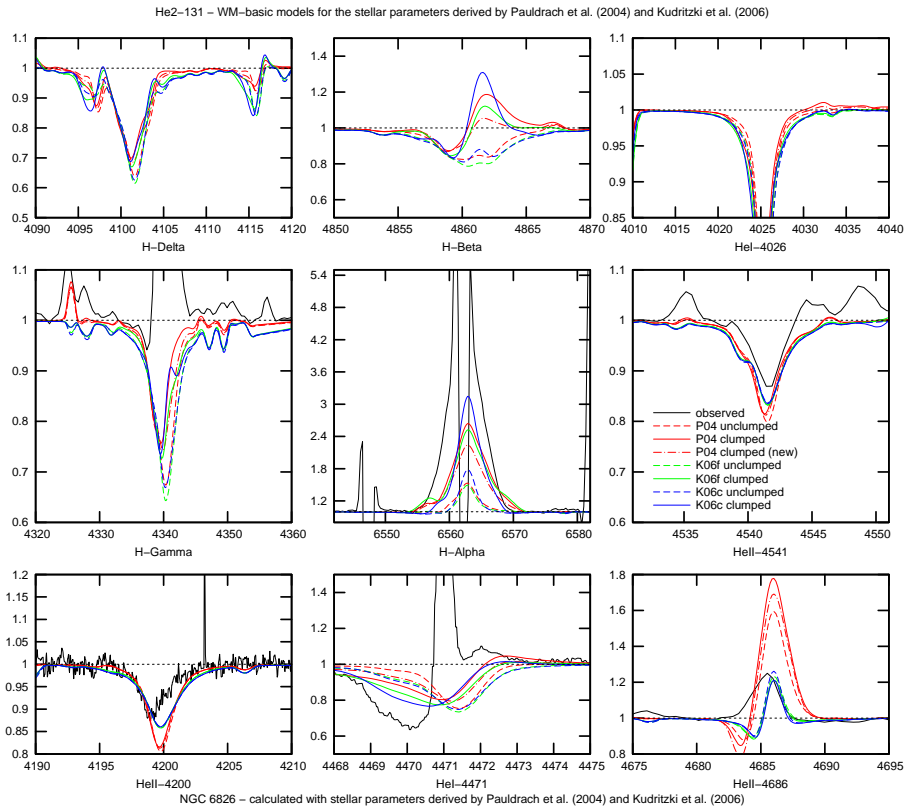 He2−131 − WM−basic models for the stellar parameters derived by Pauldrach et al. (2004) and Kudritzki et al. (2006)
1.1
1
0.9
0.8
0.7
0.6
0.5
4090 4095 4100 4105 4110 4115 4120
H−Delta
1.4
1.2
1
0.8
0.6
4850 4855 4860 4865 4870
H−Beta
1.05
1
0.95
0.9
0.85
4010 4015 4020 4025 4030 4035 4040
HeI−4026
1.1
1
0.9
0.8
0.7
0.6
4320 4330 4340 4350 4360
H−Gamma
5.4
4.8
4.2
3.6
3
2.4
1.8
1.2
6550 6560 6570 6580
H−Alpha
1.1
1
0.9
0.8
0.7
0.6
4535 4540 4545 4550
HeII−4541
observed
P04 unclumped
P04 clumped
P04 clumped (new)
K06f unclumped
K06f clumped
K06c unclumped
K06c clumped
1.2
1.15
1.1
1.05
1
0.95
0.9
0.85
0.8
4190 4195 4200 4205 4210
HeII−4200
1.4
1.2
1
0.8
0.6
4468 4469 4470 4471 4472 4473 4474 4475
HeI−4471
1.8
1.6
1.4
1.2
1
0.8
4675 4680 4685 4690 4695
HeII−4686
NGC 6826 − calculated with stellar parameters derived by Pauldrach et al. (2004) and Kudritzki et al. (2006)